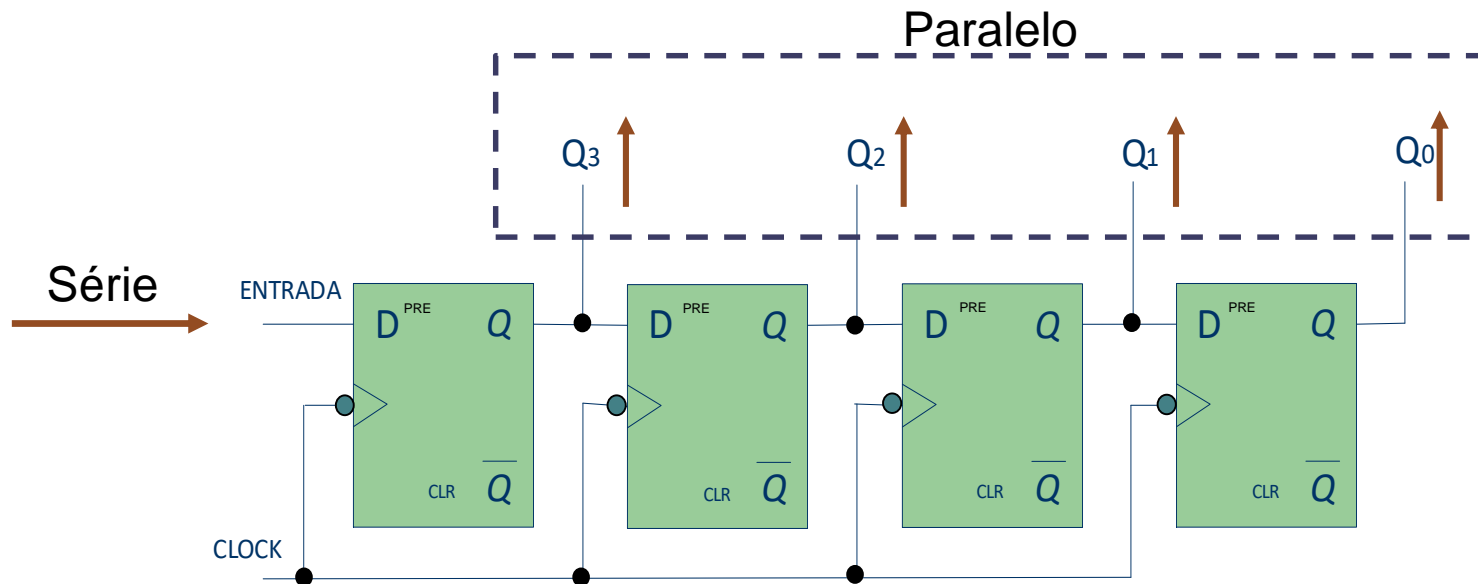 Paralelo
Q3 Q2 Q1 Q0
Série
ENTRADA
D PRE Q D PRE Q D PRE Q D PRE Q
CLR Q CLR Q CLR Q CLR Q
CLOCK